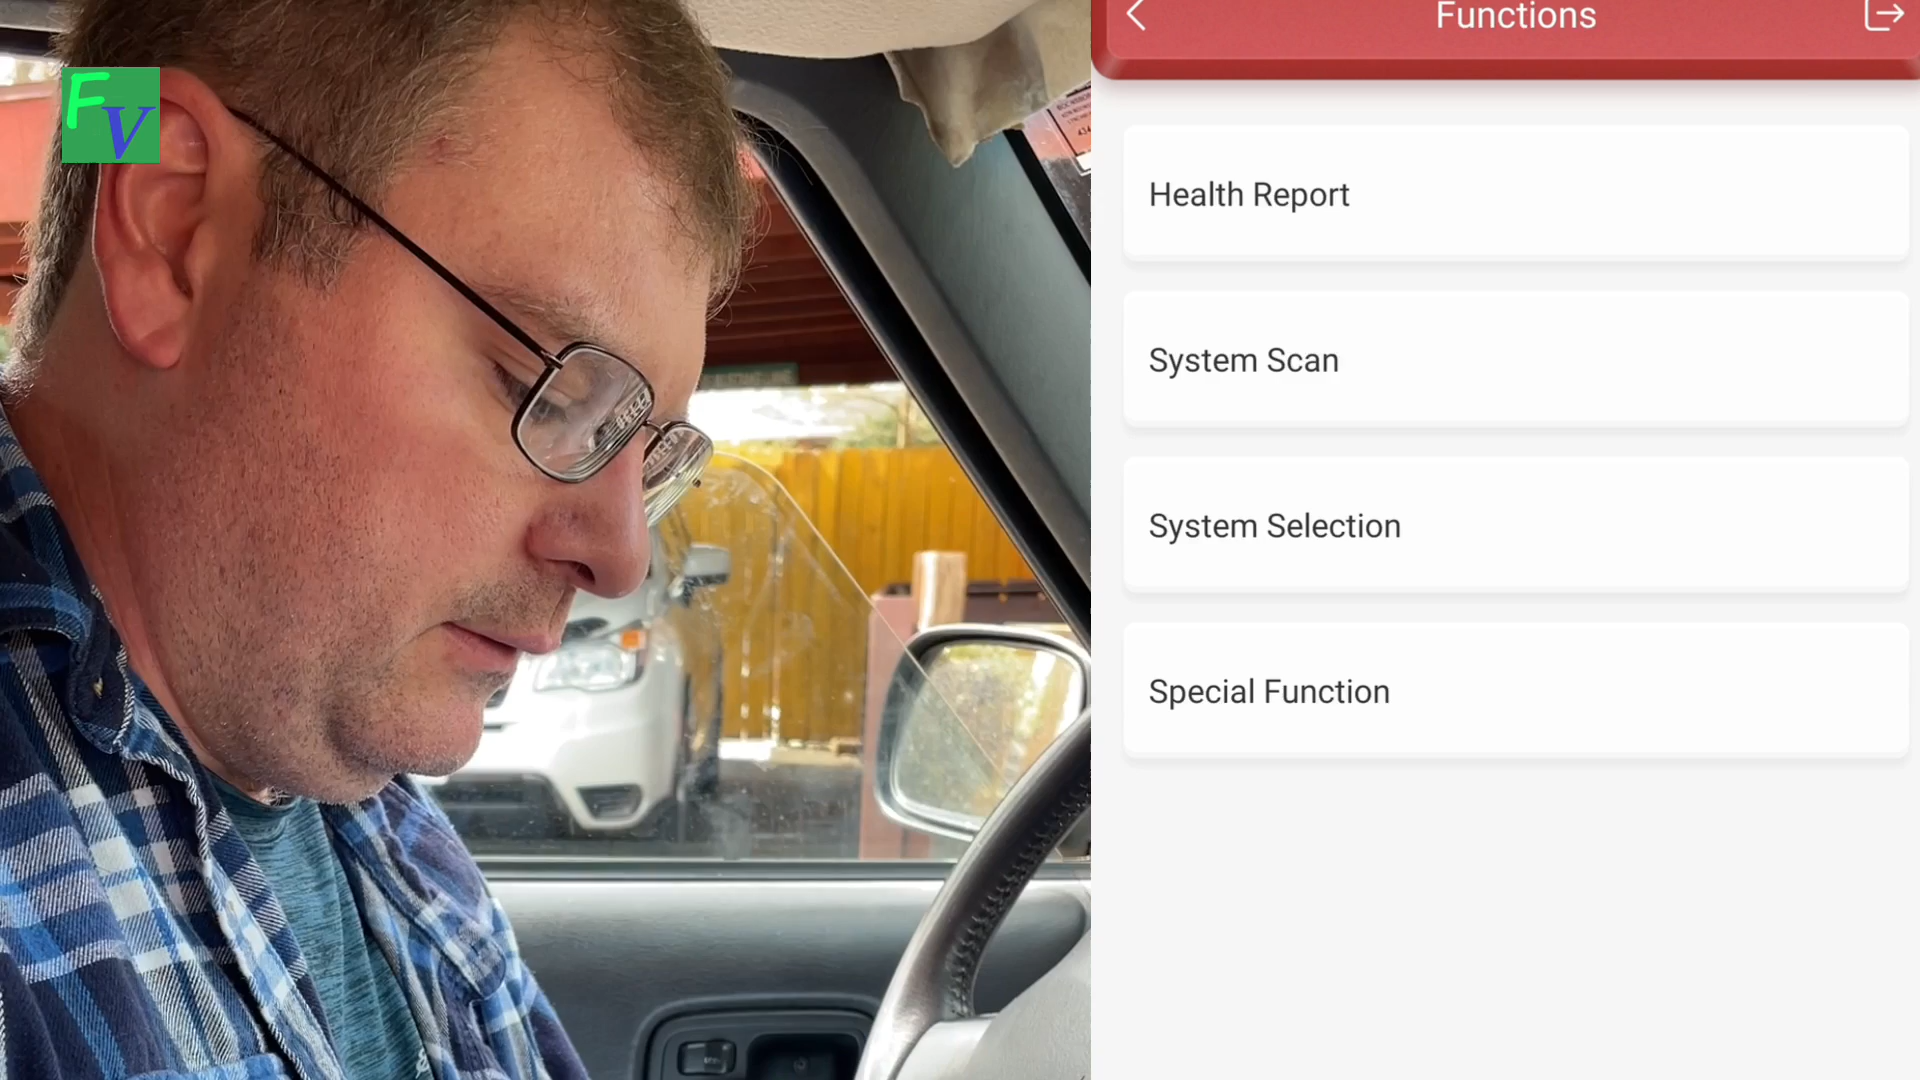 FV
Functions
Health Report
System Scan
System Selection
Special Function